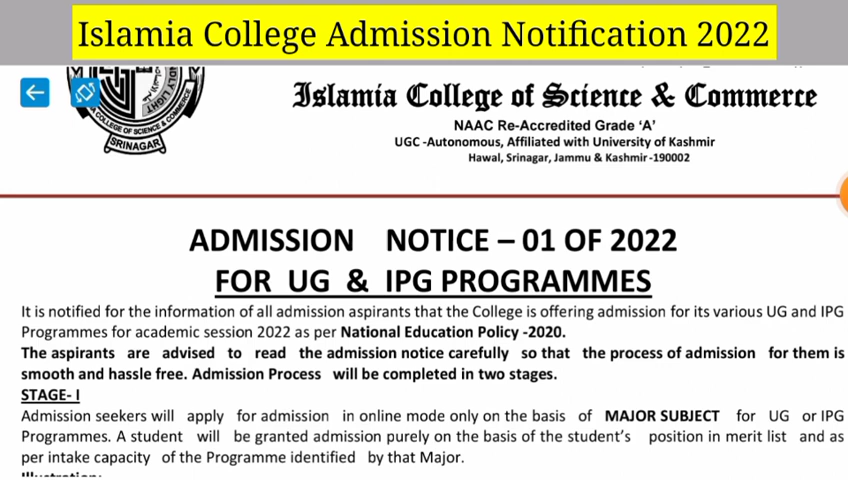 Islamia College Admission Notification 2022
COLLEGE OF SCIENCE & COMMERCE
SRINAGAR
Islamia College of Science & Commerce
NAAC Re-Accredited Grade ‘A’
UGC -Autonomous, Affiliated with University of Kashmir
Hawal, Srinagar, Jammu & Kashmir-190002
ADMISSION NOTICE – 01 OF 2022
FOR UG & IPG PROGRAMMES
It is notified for the information of all admission aspirants that the College is offering admission for its various UG and IPG
Programmes for academic session 2022 as per National Education Policy -2020.
The aspirants are advised to read the admission notice carefully so that the process of admission for them is
smooth and hassle free. Admission Process will be completed in two stages.
STAGE- I
Admission seekers will apply for admission in online mode only on the basis of MAJOR SUBJECT for UG or IPG
Programmes. A student will be granted admission purely on the basis of the student’s position in merit list and as
per intake capacity of the Programme identified by that Major.